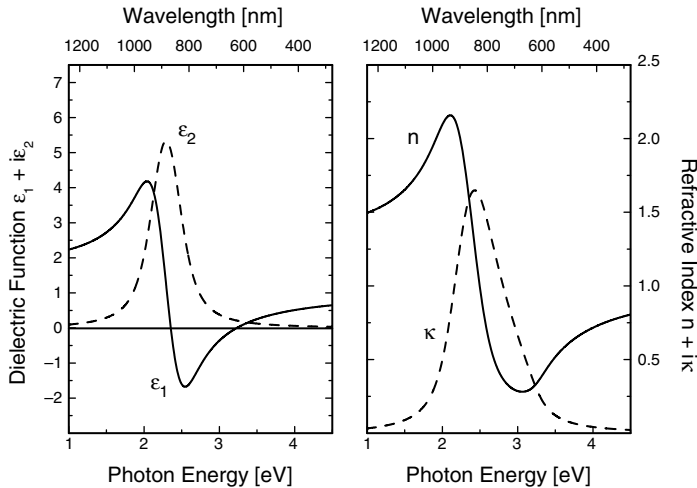 Wavelength [nm]
1200 1000 800 600 400
Dielectric Function ε1 + iε2
7
6
5
4
3
2
1
0
−1
−2
ε2
ε1
1 2 3 4
Photon Energy [eV]
Wavelength [nm]
1200 1000 800 600 400
n
κ
2.5
2.0
1.5
1.0
0.5
Refractive Index n + iκ
1 2 3 4
Photon Energy [eV]